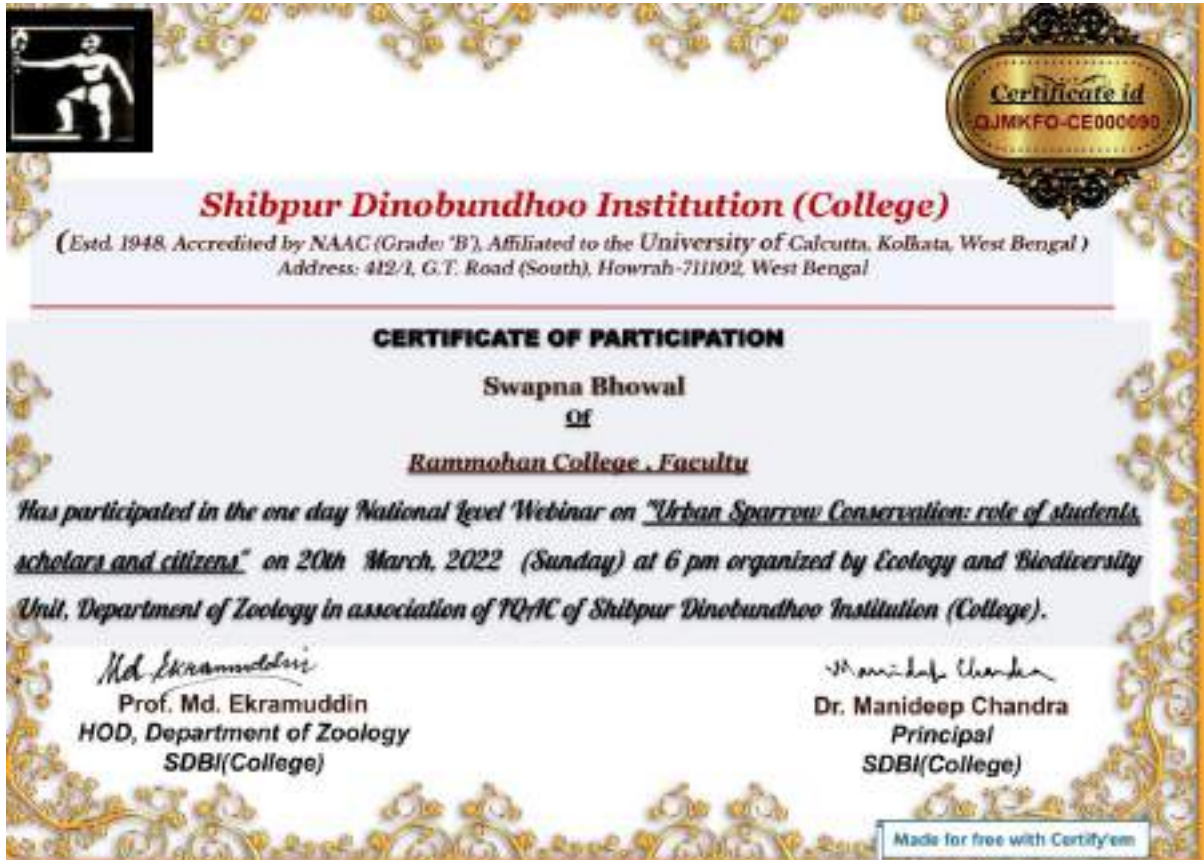 Certificate id
QJMKFO-CE000090
Shibpur Dinobundhoo Institution (College)
(Estd. 1948, Accredited by NAAC (Grade: "B"), Affiliated to the University of Calcutta, Kolkata, West Bengal )
Address: 412/1, G.T. Road (South), Howrah-711102, West Bengal
CERTIFICATE OF PARTICIPATION
Swapna Bhowal
Of
Rammohan College , Faculty
Has participated in the one day National Level Webinar on "Urban Sparrow Conservation: role of students,
scholars and citizens" on 20th March, 2022 (Sunday) at 6 pm organized by Ecology and Biodiversity
Unit, Department of Zoology in association of IQAC of Shibpur Dinobundhoo Institution (College).
Md Ekramuddin
Manideep Chandra
Prof. Md. Ekramuddin
Dr. Manideep Chandra
HOD, Department of Zoology
Principal
SDBI(College)
SDBI(College)
Made for free with Certify'em